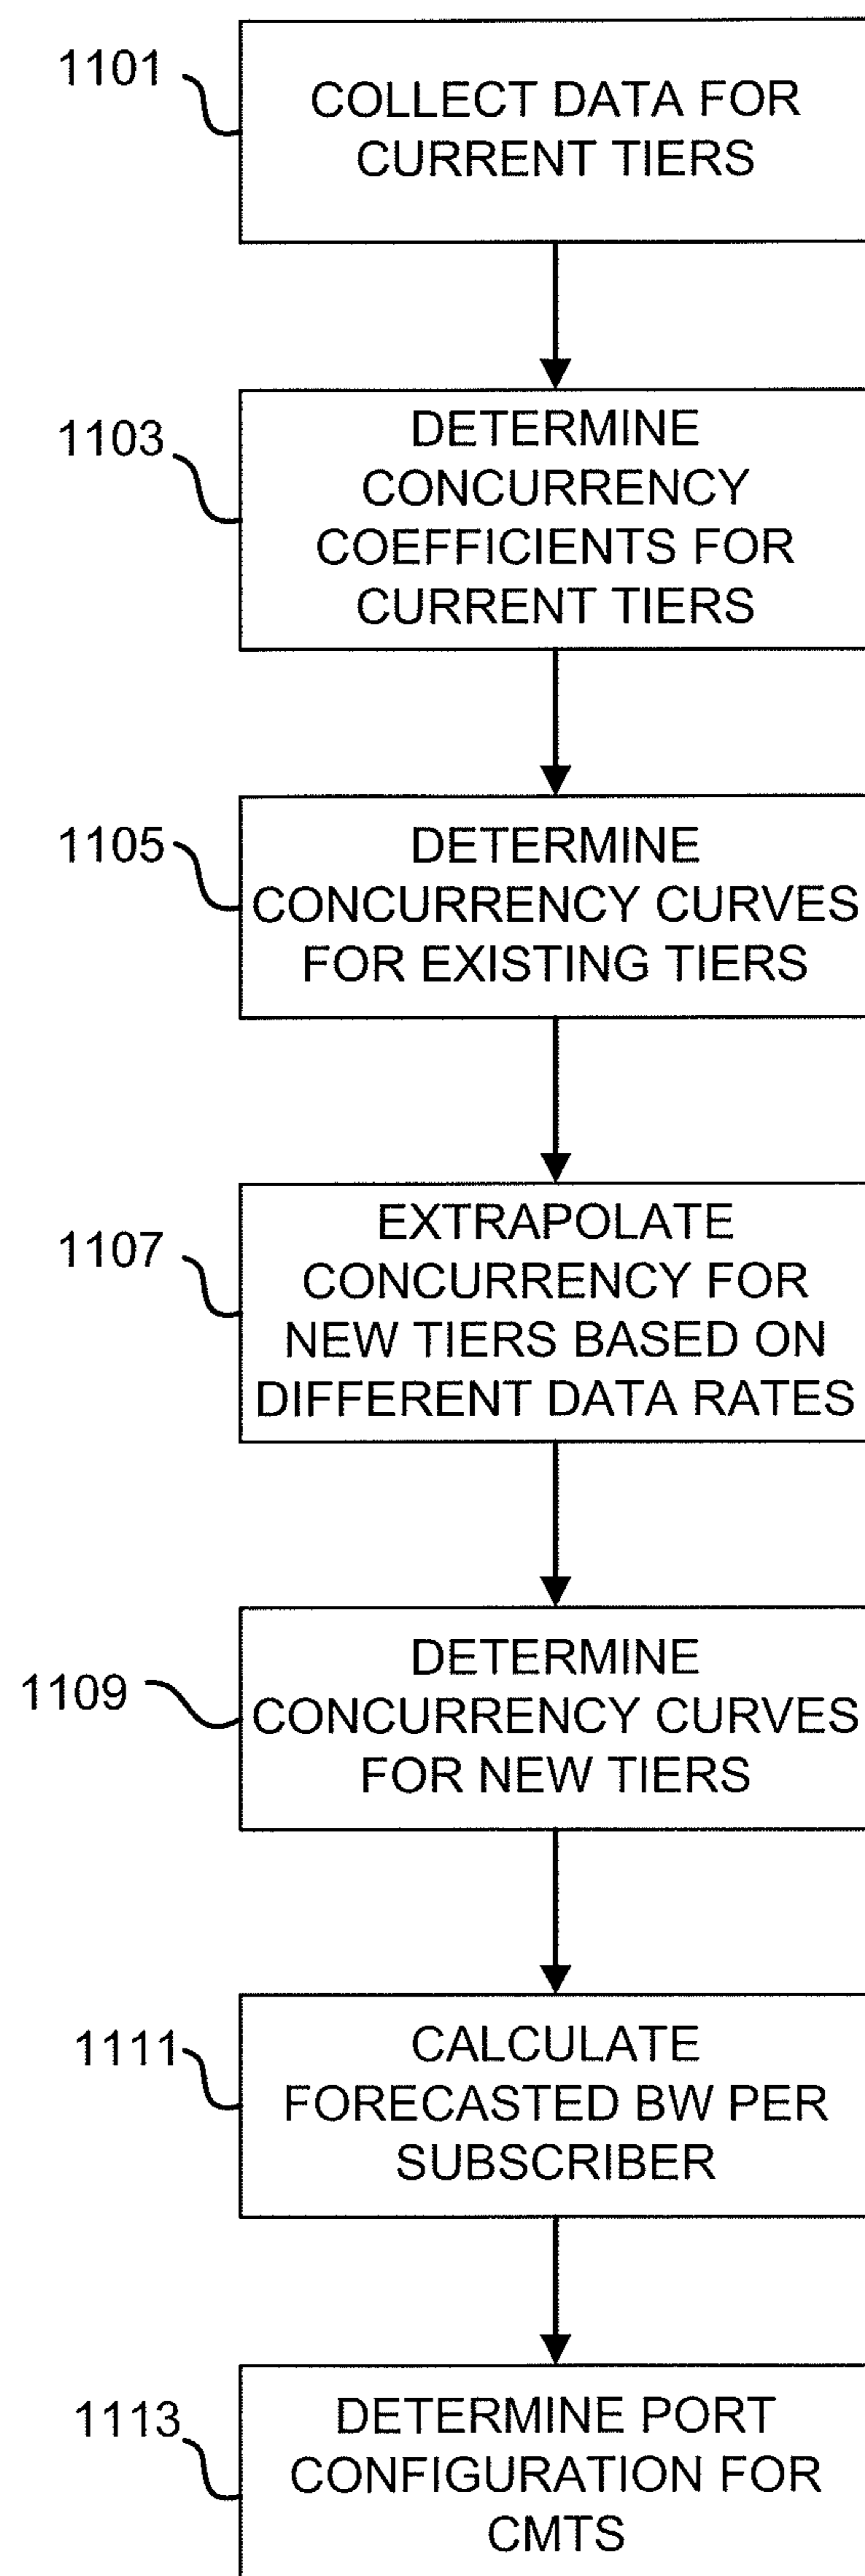 1101
COLLECT DATA FOR
CURRENT TIERS
1103
DETERMINE
CONCURRENCY
COEFFICIENTS FOR
CURRENT TIERS
1105
DETERMINE
CONCURRENCY CURVES
FOR EXISTING TIERS
1107
EXTRAPOLATE
CONCURRENCY FOR
NEW TIERS BASED ON
DIFFERENT DATA RATES
1109
DETERMINE
CONCURRENCY CURVES
FOR NEW TIERS
1111
CALCULATE
FORECASTED BW PER
SUBSCRIBER
1113
DETERMINE PORT
CONFIGURATION FOR
CMTS